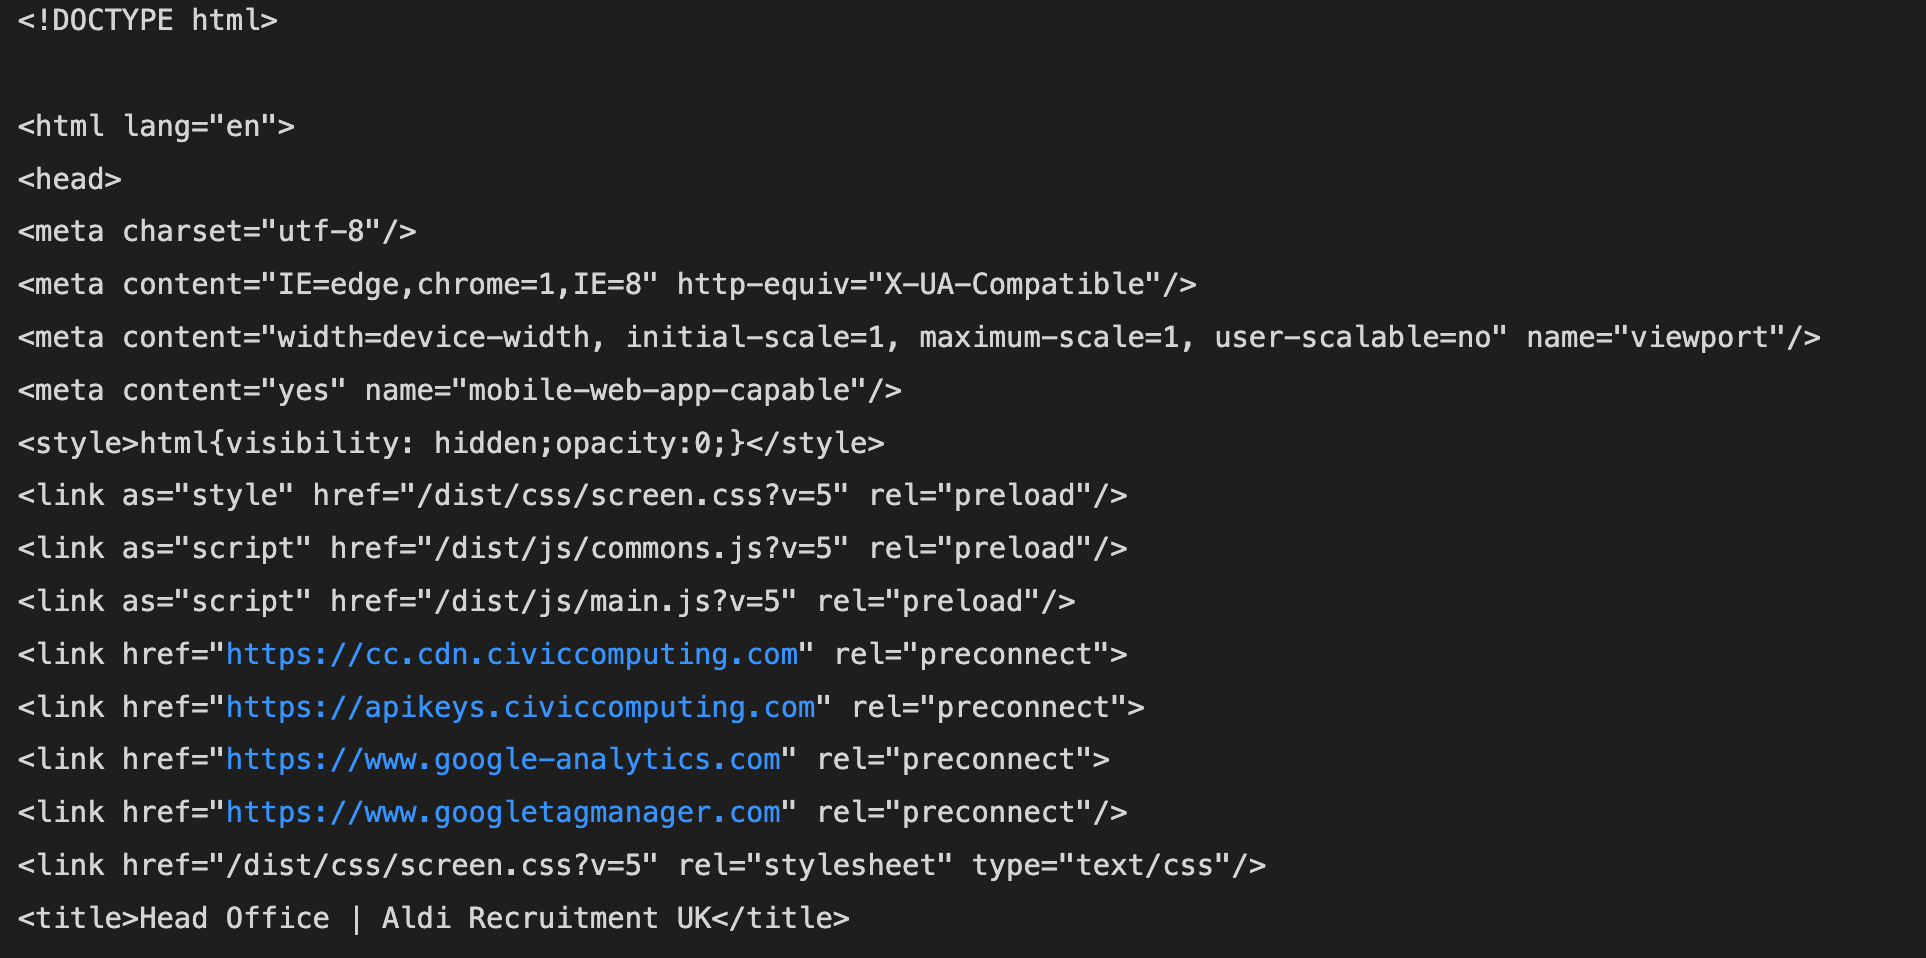 <!DOCTYPE html>
<html lang="en">
<head>
<meta charset="utf-8"/>
<meta content="IE=edge,chrome=1,IE=8" http-equiv="X-UA-Compatible"/>
<meta content="width=device-width, initial-scale=1, maximum-scale=1, user-scalable=no" name="viewport"/>
<meta content="yes" name="mobile-web-app-capable"/>
<style>html{visibility: hidden;opacity:0;}</style>
<link as="style" href="/dist/css/screen.css?v=5" rel="preload"/>
<link as="script" href="/dist/js/commons.js?v=5" rel="preload"/>
<link as="script" href="/dist/js/main.js?v=5" rel="preload"/>
<link href="https://cc.cdn.civiccomputing.com" rel="preconnect">
<link href="https://apikeys.civiccomputing.com" rel="preconnect">
<link href="https://www.google-analytics.com" rel="preconnect">
<link href="https://www.googletagmanager.com" rel="preconnect"/>
<link href="/dist/css/screen.css?v=5" rel="stylesheet" type="text/css"/>
<title>Head Office | Aldi Recruitment UK</title>